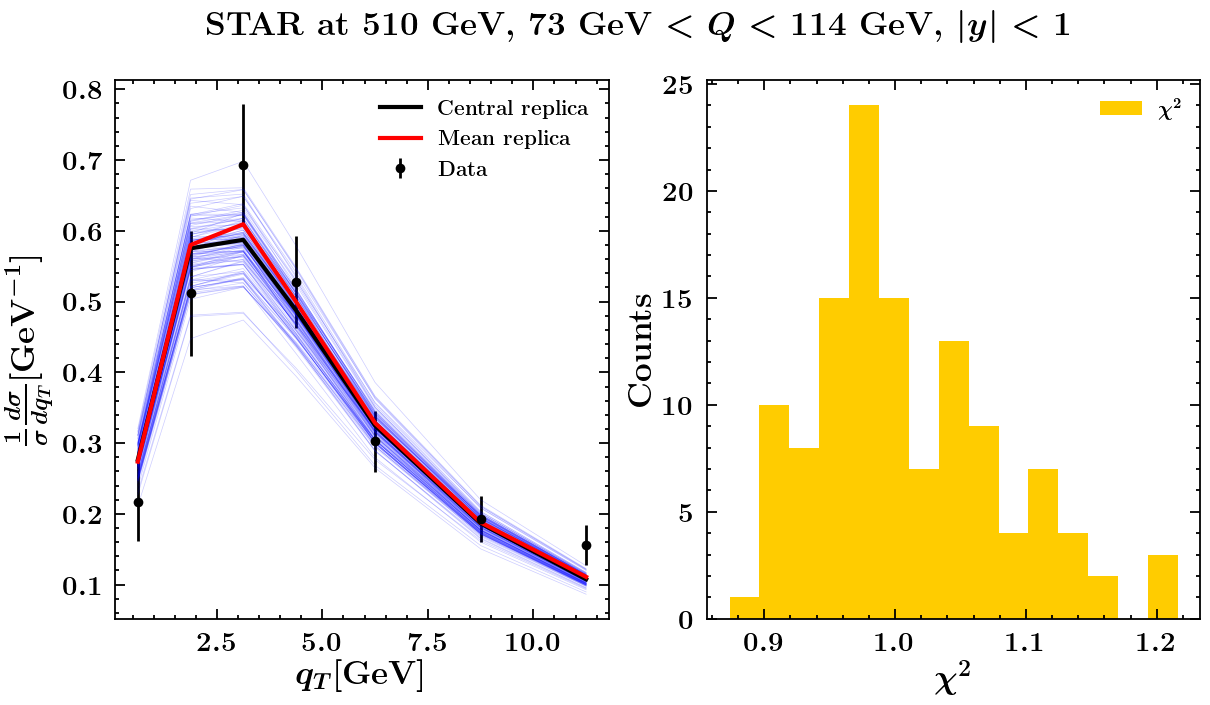 STAR at 510 GeV, 73 GeV < Q < 114 GeV, |y| < 1
0.8
0.7
0.6
0.5
0.4
0.3
0.2
0.1
1/σ dσ/dq_T [GeV⁻¹]
Central replica
Mean replica
Data
2.5 5.0 7.5 10.0
q_T[GeV]
25
20
15
10
5
0
Counts
χ²
0.9 1.0 1.1 1.2
χ²